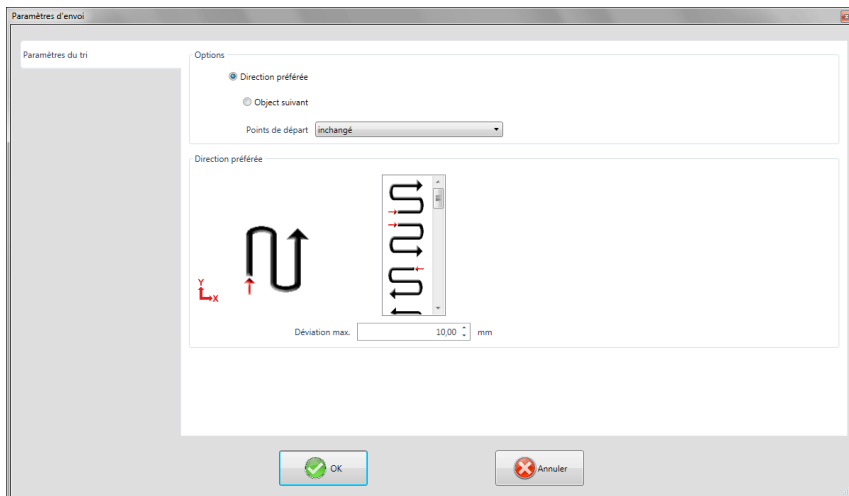 Paramètres d'envoi
Paramètres du tri
Options
Direction préférée
Object suivant
Points de départ inchangé
Direction préférée
Y
X
Déviation max. 10,00 mm
OK Annuler